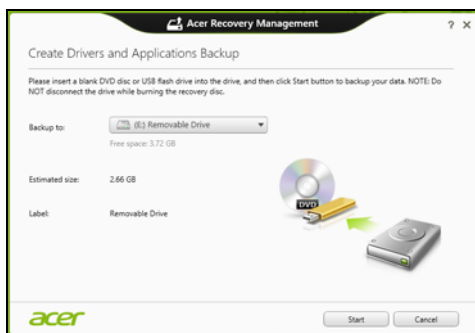 Acer Recovery Management
? X
Create Drivers and Applications Backup
Please insert a blank DVD disc or USB flash drive into the drive, and then click Start button to backup your data. NOTE: Do
NOT disconnect the drive while burning the recovery disc.
Backup to: (E:) Removable Drive
Free space: 3.72 GB
Estimated size: 2.66 GB
DVD
Label: Removable Drive
acer Start Cancel